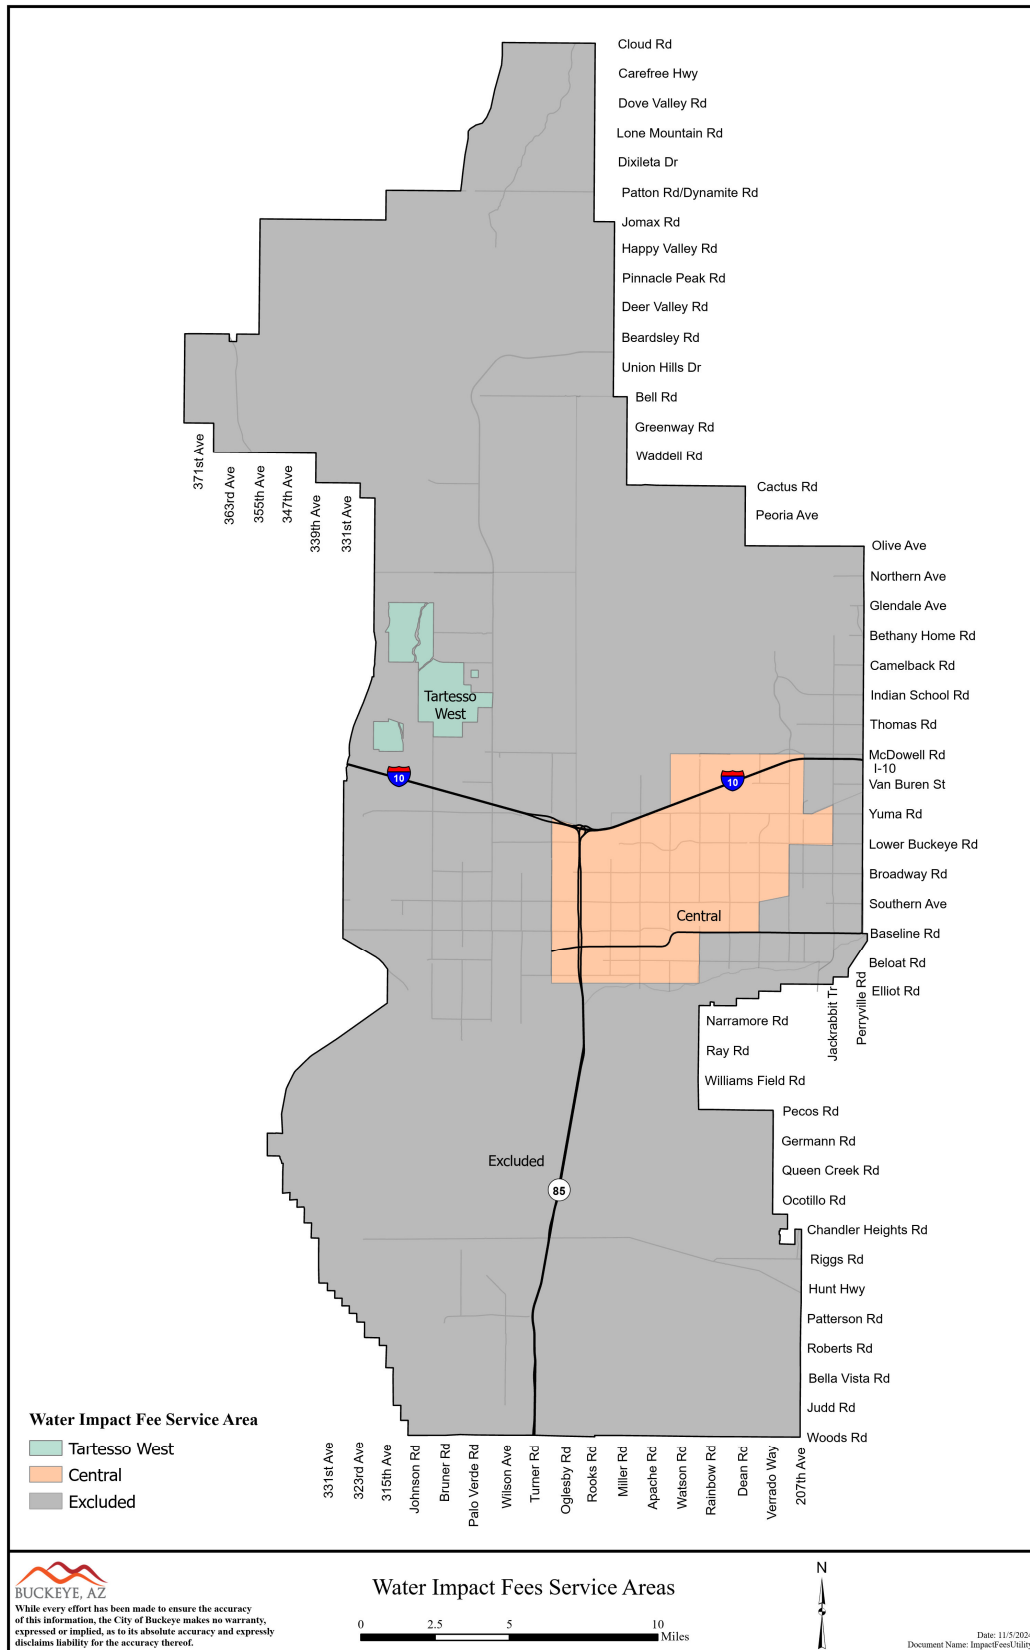 Cloud Rd
Carefree Hwy
Dove Valley Rd
Lone Mountain Rd
Dixileta Dr
Patton Rd/Dynamite Rd
Jomax Rd
Happy Valley Rd
Pinnacle Peak Rd
Deer Valley Rd
Beardsley Rd
Union Hills Dr
Bell Rd
Greenway Rd
Waddell Rd
Cactus Rd
Peoria Ave
Olive Ave
Northern Ave
Glendale Ave
Bethany Home Rd
Camelback Rd
Indian School Rd
Thomas Rd
McDowell Rd
I-10
Van Buren St
Yuma Rd
Lower Buckeye Rd
Broadway Rd
Southern Ave
Baseline Rd
Beloat Rd
Elliot Rd
Jackrabbit Tr
Perryville Rd
Narramore Rd
Ray Rd
Williams Field Rd
Pecos Rd
Germann Rd
Queen Creek Rd
Ocotillo Rd
Chandler Heights Rd
Riggs Rd
Hunt Hwy
Patterson Rd
Roberts Rd
Bella Vista Rd
Judd Rd
Woods Rd
371st Ave
363rd Ave
355th Ave
347th Ave
339th Ave
331st Ave
Tartesso
West
10
10
Central
Excluded
85
Water Impact Fee Service Area
Tartesso West
Central
Excluded
331st Ave
323rd Ave
315th Ave
Johnson Rd
Bruner Rd
Palo Verde Rd
Wilson Ave
Turner Rd
Oglesby Rd
Rooks Rd
Miller Rd
Apache Rd
Watson Rd
Rainbow Rd
Dean Rd
Verrado Way
207th Ave
BUCKEYE, AZ
While every effort has been made to ensure the accuracy
of this information, the City of Buckeye makes no warranty,
expressed or implied, as to its absolute accuracy and expressly
disclaims liability for the accuracy thereof.
Water Impact Fees Service Areas
0 2.5 5 10
Miles
N
Date: 11/5/2024
Document Name: ImpactFeesUtility